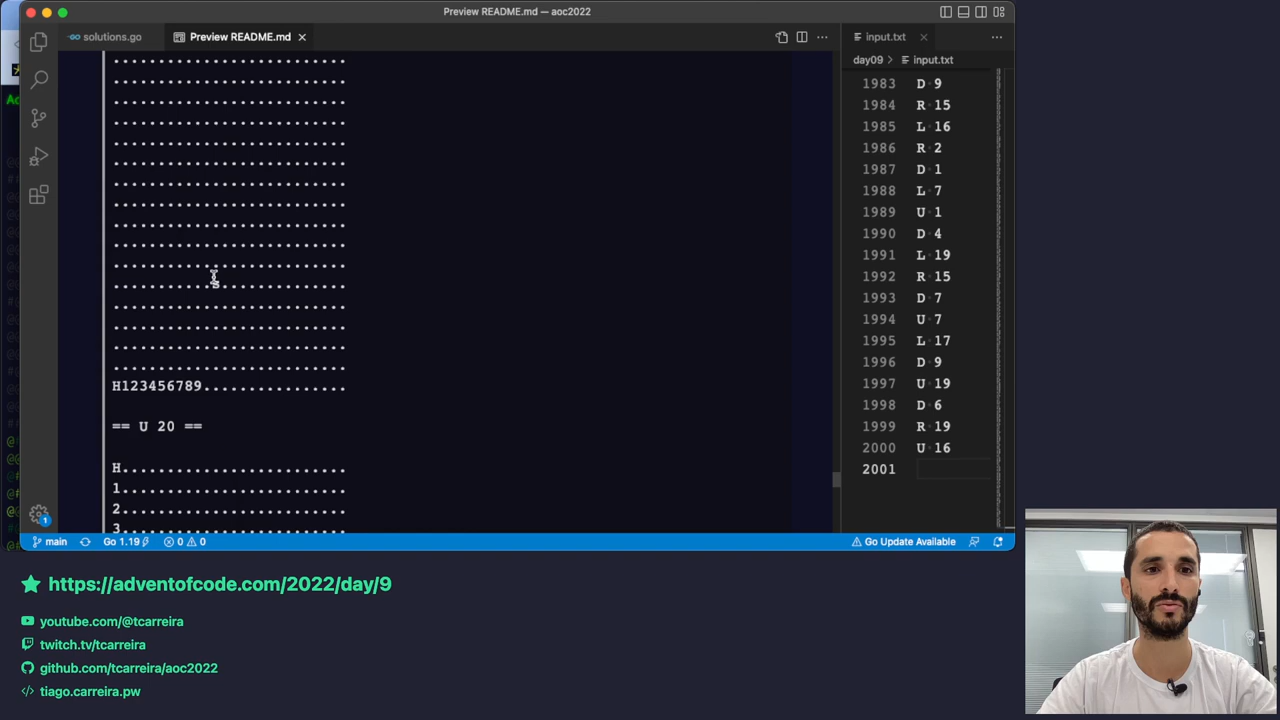 Preview README.md — aoc2022
solutions.go
Preview README.md
input.txt
day09 > input.txt
..........................
..........................
..........................
..........................
..........................
..........................
..........................
..........................
..........................
..........................
..........................
...........s..............
..........................
..........................
..........................
..........................
H123456789................
== U 20 ==
H.........................
1.........................
2.........................
3.........................
1983 D 9
1984 R 15
1985 L 16
1986 R 2
1987 D 1
1988 L 7
1989 U 1
1990 D 4
1991 L 19
1992 R 15
1993 D 7
1994 U 7
1995 L 17
1996 D 9
1997 U 19
1998 D 6
1999 R 19
2000 U 16
2001
1
main Go 1.19 0 0 Go Update Available
https://adventofcode.com/2022/day/9
youtube.com/@tcarreira
twitch.tv/tcarreira
github.com/tcarreira/aoc2022
tiago.carreira.pw